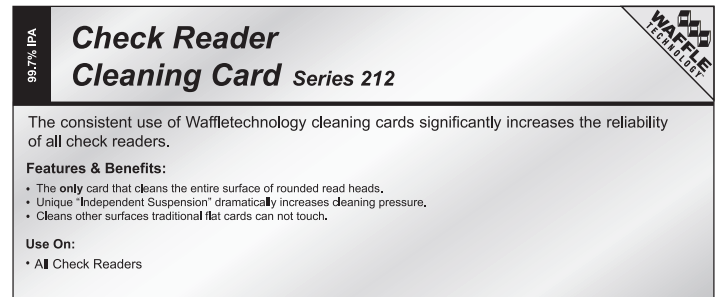 99.7% IPA
Check Reader
Cleaning Card Series 212
WAFFLE
TECHNOLOGY™
The consistent use of Waffletechnology cleaning cards significantly increases the reliability
of all check readers.
Features & Benefits:
• The only card that cleans the entire surface of rounded read heads.
• Unique “Independent Suspension” dramatically increases cleaning pressure.
• Cleans other surfaces traditional flat cards can not touch.
Use On:
• All Check Readers